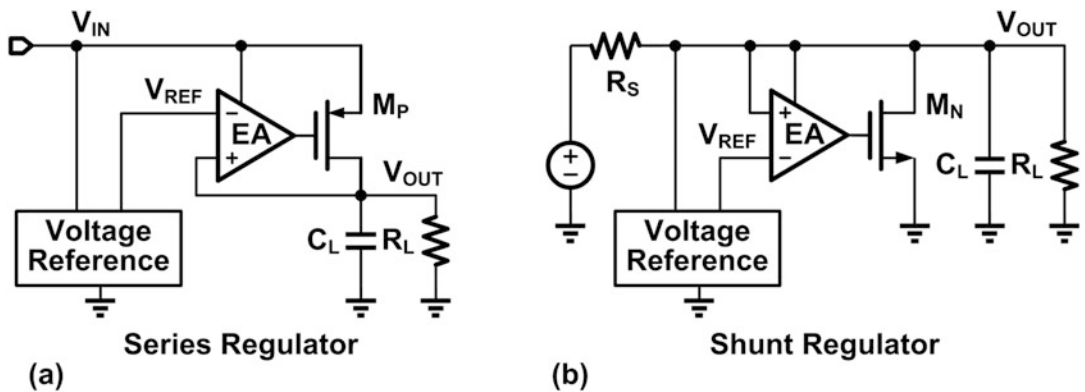 V_IN
V_REF
−
EA
+
M_P
V_OUT
Voltage
Reference
C_L
R_L
Series Regulator
(a)
V_OUT
R_S
+
−
+
EA
−
V_REF
M_N
C_L
R_L
Voltage
Reference
Shunt Regulator
(b)